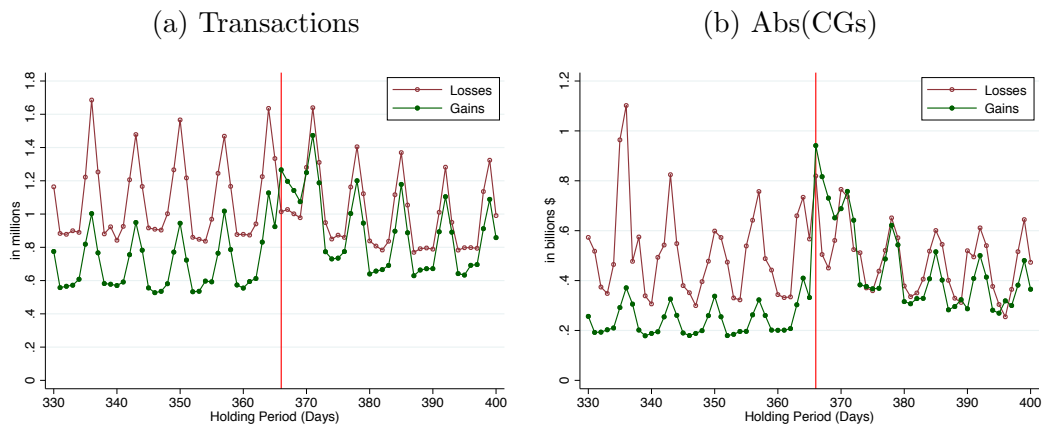 (a) Transactions
in millions
1.8
1.6
1.4
1.2
1
.8
.6
.4
.2
0
Losses
Gains
330 340 350 360 370 380 390 400
Holding Period (Days)
(b) Abs(CGs)
in billions $
1.2
1
.8
.6
.4
.2
0
Losses
Gains
330 340 350 360 370 380 390 400
Holding Period (Days)